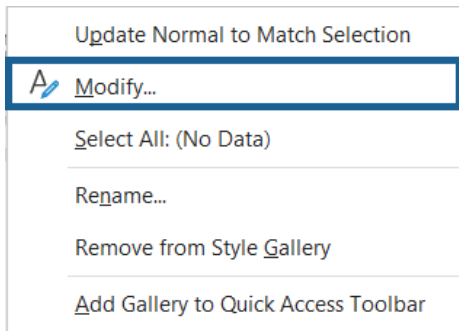 Update Normal to Match Selection
Modify...
Select All: (No Data)
Rename...
Remove from Style Gallery
Add Gallery to Quick Access Toolbar